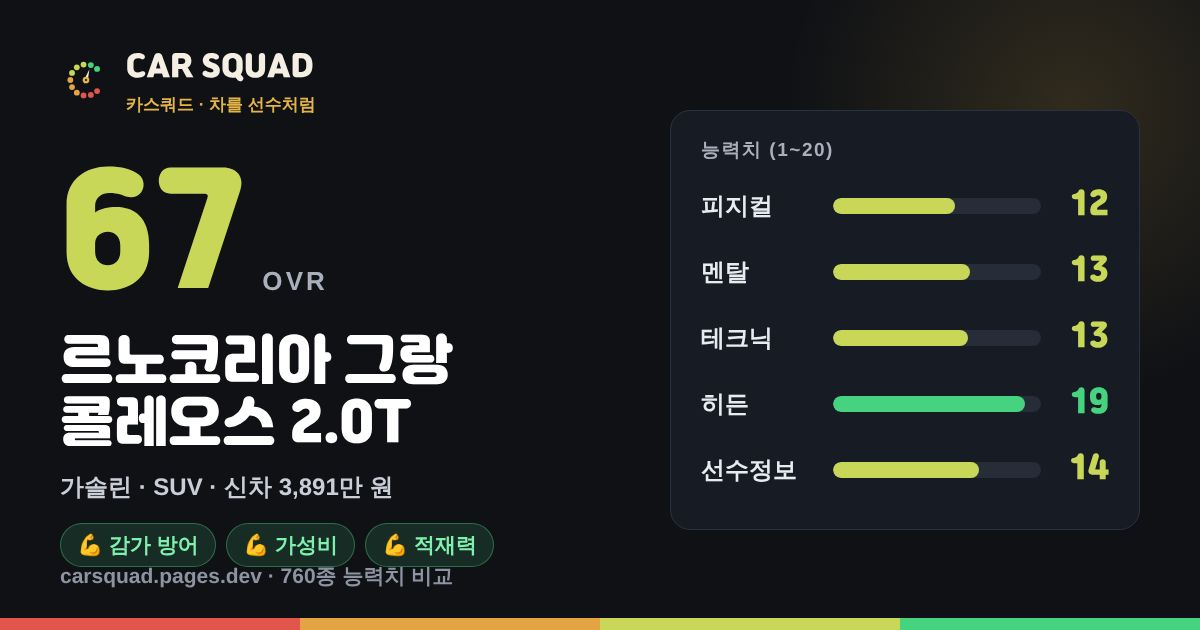 CAR SQUAD
카스쿼드 · 차를 선수처럼
67 OVR
르노코리아 그랑
콜레오스 2.0T
가솔린 · SUV · 신차 3,891만 원
💪 감가 방어 💪 가성비 💪 적재력
carsquad.pages.dev · 760종 능력치 비교
능력치 (1~20)
피지컬 12
멘탈 13
테크닉 13
히든 19
선수정보 14